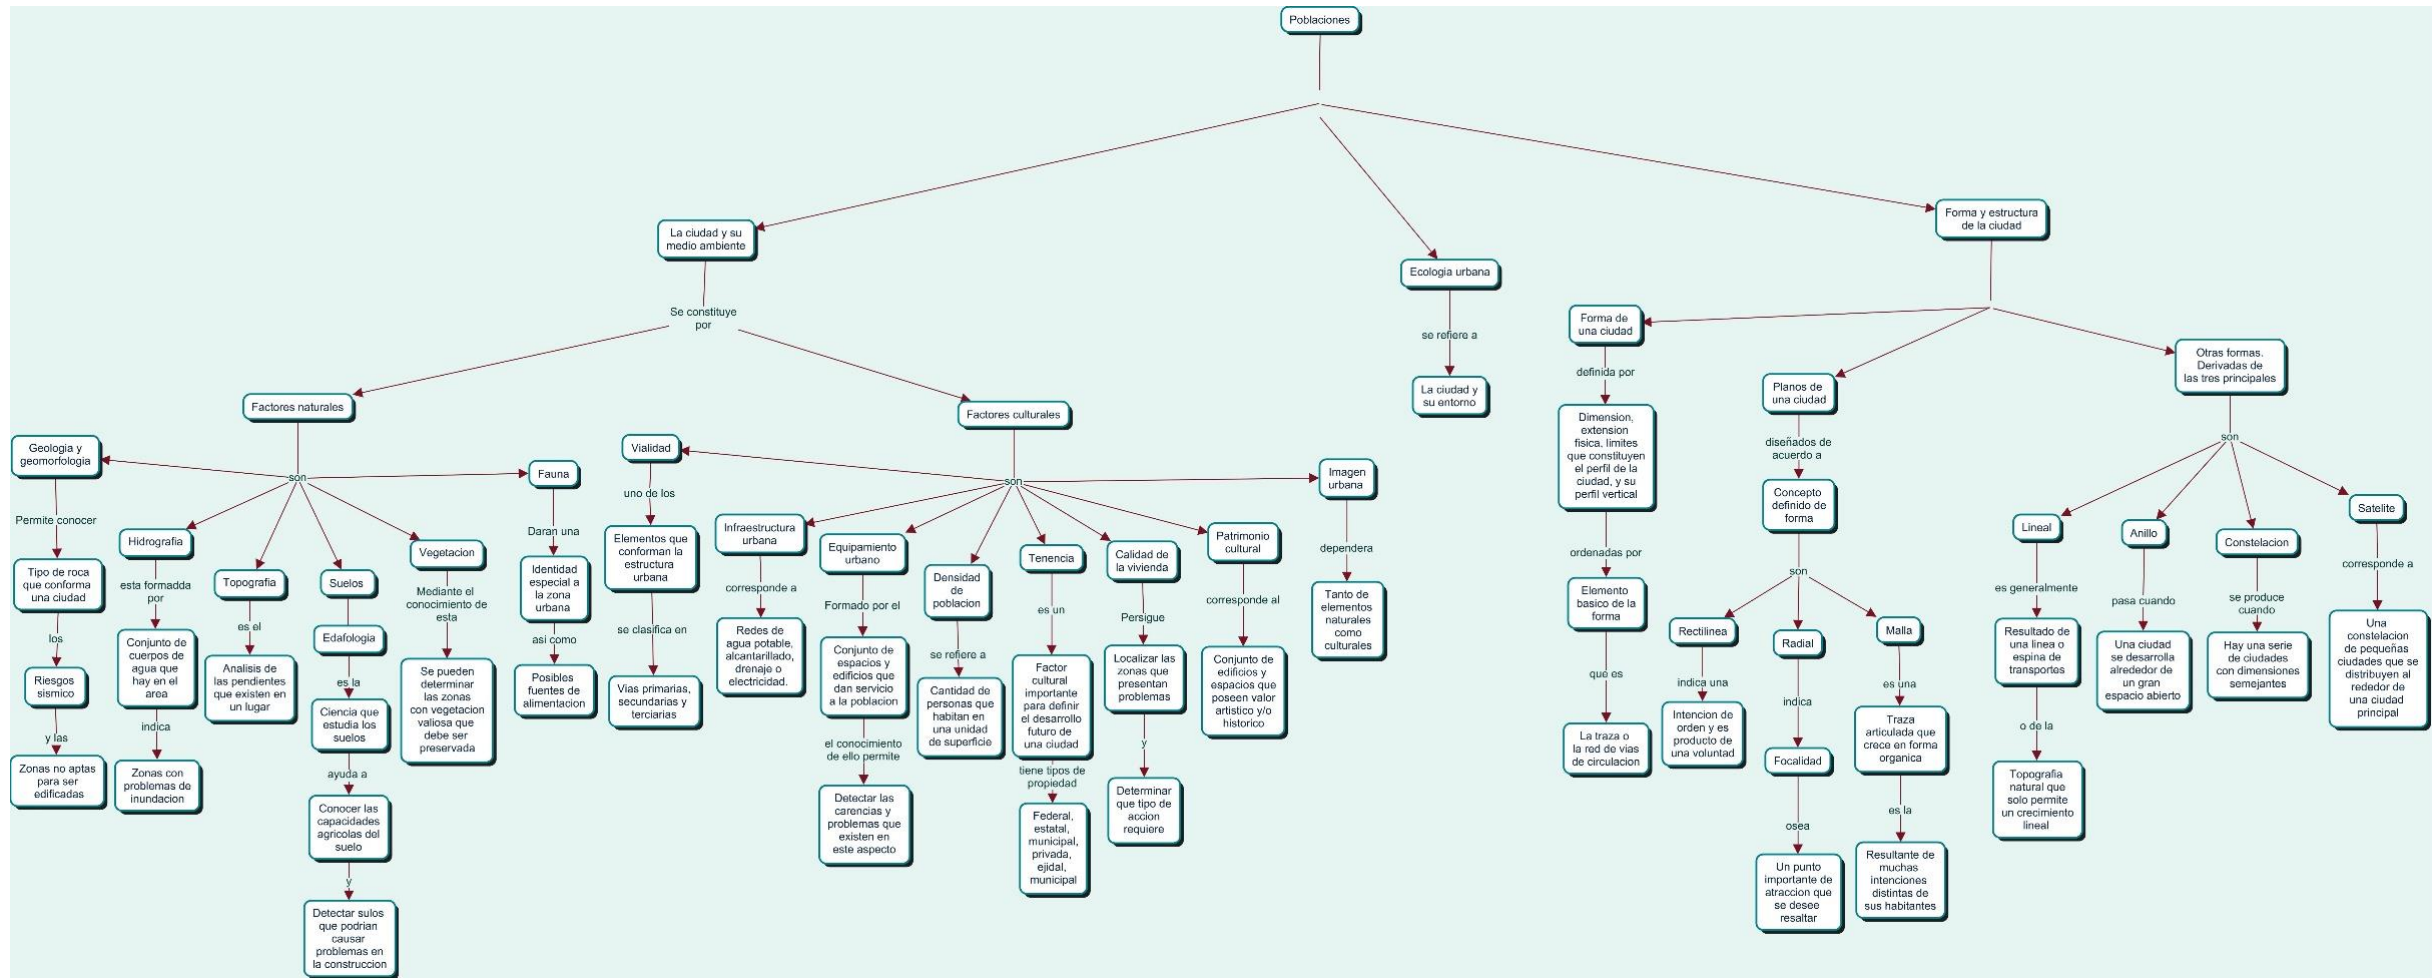 Poblaciones
La ciudad y su
medio ambiente
Se constituye
por
Factores naturales
son
Geologia y
geomorfologia
Permite conocer
Tipo de roca
que conforma
una ciudad
los
Riesgos
sismico
y las
Zonas no aptas
para ser
edificadas
Hidrografia
esta formadda
por
Conjunto de
cuerpos de
agua que
hay en el
area
indica
Zonas con
problemas de
inundacion
Topografia
es el
Analisis de
las pendientes
que existen en
un lugar
Suelos
Edafologia
es la
Ciencia que
estudia los
suelos
ayuda a
Conocer las
capacidades
agricolas del
suelo
y
Detectar sulos
que podrian
causar
problemas en
la construccion
Vegetacion
Mediante el
conocimiento de
esta
Se pueden
determinar
las zonas
con vegetacion
valiosa que
debe ser
preservada
Fauna
Daran una
Identidad
especial a
la zona
urbana
asi como
Posibles
fuentes de
alimentacion
Factores culturales
son
Vialidad
uno de los
Elementos que
conforman la
estructura
urbana
se clasifica en
Vias primarias,
secundarias y
terciarias
Infraestructura
urbana
corresponde a
Redes de
agua potable,
alcantarillado,
drenaje o
electricidad.
Equipamiento
urbano
Formado por el
Conjunto de
espacios y
edificios que
dan servicio
a la poblacion
el conocimiento
de ello permite
Detectar las
carencias y
problemas que
existen en
este aspecto
Densidad
de
poblacion
se refiere a
Cantidad de
personas que
habitan en
una unidad
de superficie
Tenencia
es un
Factor
cultural
importante
para definir
el desarrollo
futuro de
una ciudad
tiene tipos de
propiedad
Federal,
estatal,
municipal,
privada,
ejidal,
municipal
Calidad de
la vivienda
Persigue
Localizar las
zonas que
presentan
problemas
y
Determinar
que tipo de
accion
requiere
Patrimonio
cultural
corresponde al
Conjunto de
edificios y
espacios que
poseen valor
artistico y/o
historico
Imagen
urbana
dependera
Tanto de
elementos
naturales
como
culturales
Ecologia urbana
se refiere a
La ciudad y
su entorno
Forma y estructura
de la ciudad
Forma de
una ciudad
definida por
Dimension,
extension
fisica, limites
que constituyen
el perfil de la
ciudad, y su
perfil vertical
ordenadas por
Elemento
basico de la
forma
que es
La traza o
la red de vias
de circulacion
Planos de
una ciudad
diseñados de
acuerdo a
Concepto
definido de
forma
son
Rectilinea
indica una
Intencion de
orden y es
producto de
una voluntad
Radial
indica
Focalidad
osea
Un punto
importante de
atraccion que
se desee
resaltar
Malla
es una
Traza
articulada que
crece en forma
organica
es la
Resultante de
muchas
intenciones
distintas de
sus habitantes
Otras formas.
Derivadas de
las tres principales
son
Lineal
es generalmente
Resultado de
una linea o
espina de
transportes
o de la
Topografia
natural que
solo permite
un crecimiento
lineal
Anillo
pasa cuando
Una ciudad
se desarrolla
alrededor de
un gran
espacio abierto
Constelacion
se produce
cuando
Hay una serie
de ciudades
con dimensiones
semejantes
Satelite
corresponde a
Una
constelacion
de pequeñas
ciudades que se
distribuyen al
rededor de
una ciudad
principal